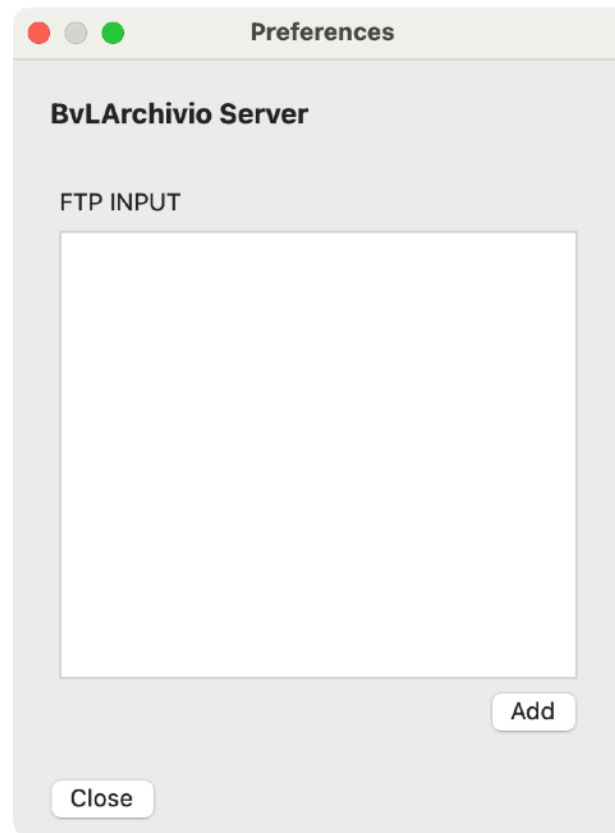 Preferences
BvLArchivio Server
FTP INPUT
Add
Close